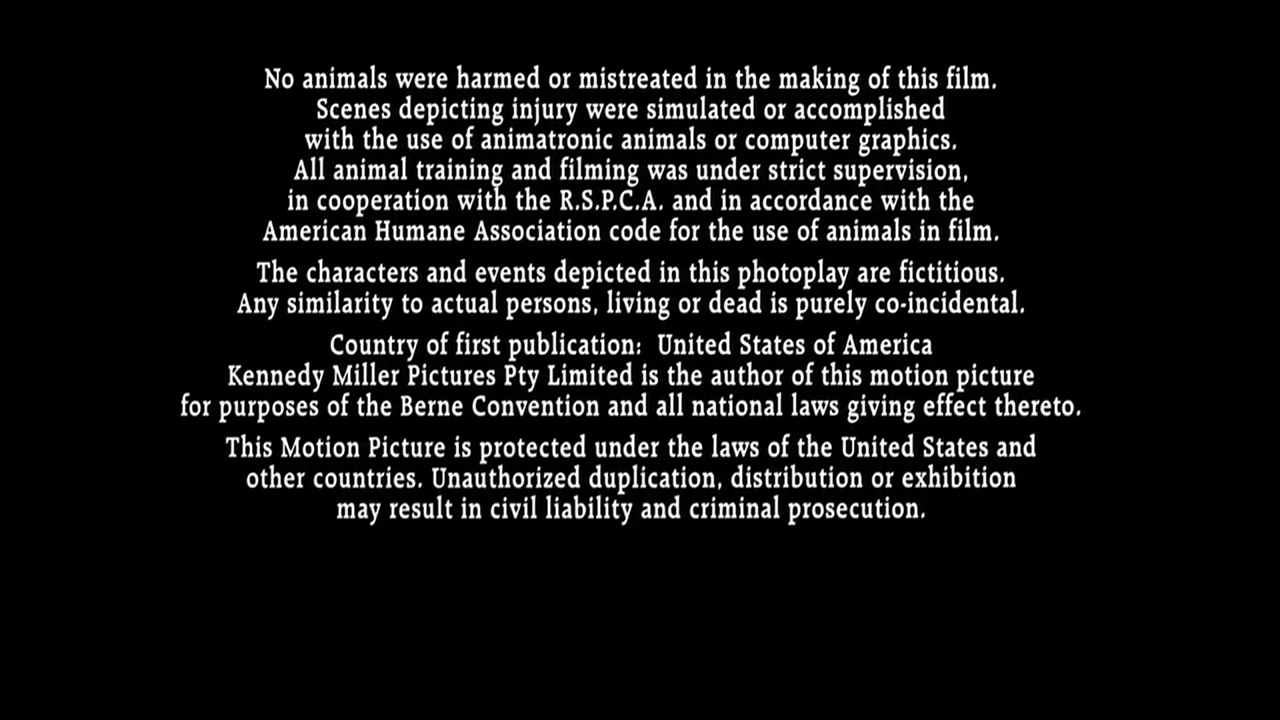 No animals were harmed or mistreated in the making of this film.
Scenes depicting injury were simulated or accomplished
with the use of animatronic animals or computer graphics.
All animal training and filming was under strict supervision,
in cooperation with the R.S.P.C.A. and in accordance with the
American Humane Association code for the use of animals in film.
The characters and events depicted in this photoplay are fictitious.
Any similarity to actual persons, living or dead is purely co-incidental.
Country of first publication:  United States of America
Kennedy Miller Pictures Pty Limited is the author of this motion picture
for purposes of the Berne Convention and all national laws giving effect thereto.
This Motion Picture is protected under the laws of the United States and
other countries. Unauthorized duplication, distribution or exhibition
may result in civil liability and criminal prosecution.